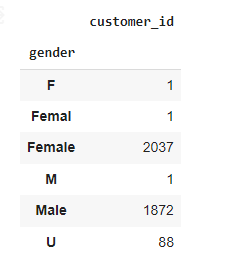 customer_id
gender
F 1
Femal 1
Female 2037
M 1
Male 1872
U 88